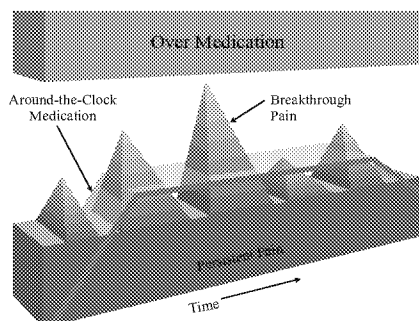 Over Medication
Around-the-Clock
Medication
Breakthrough
Pain
Persistent Pain
Time